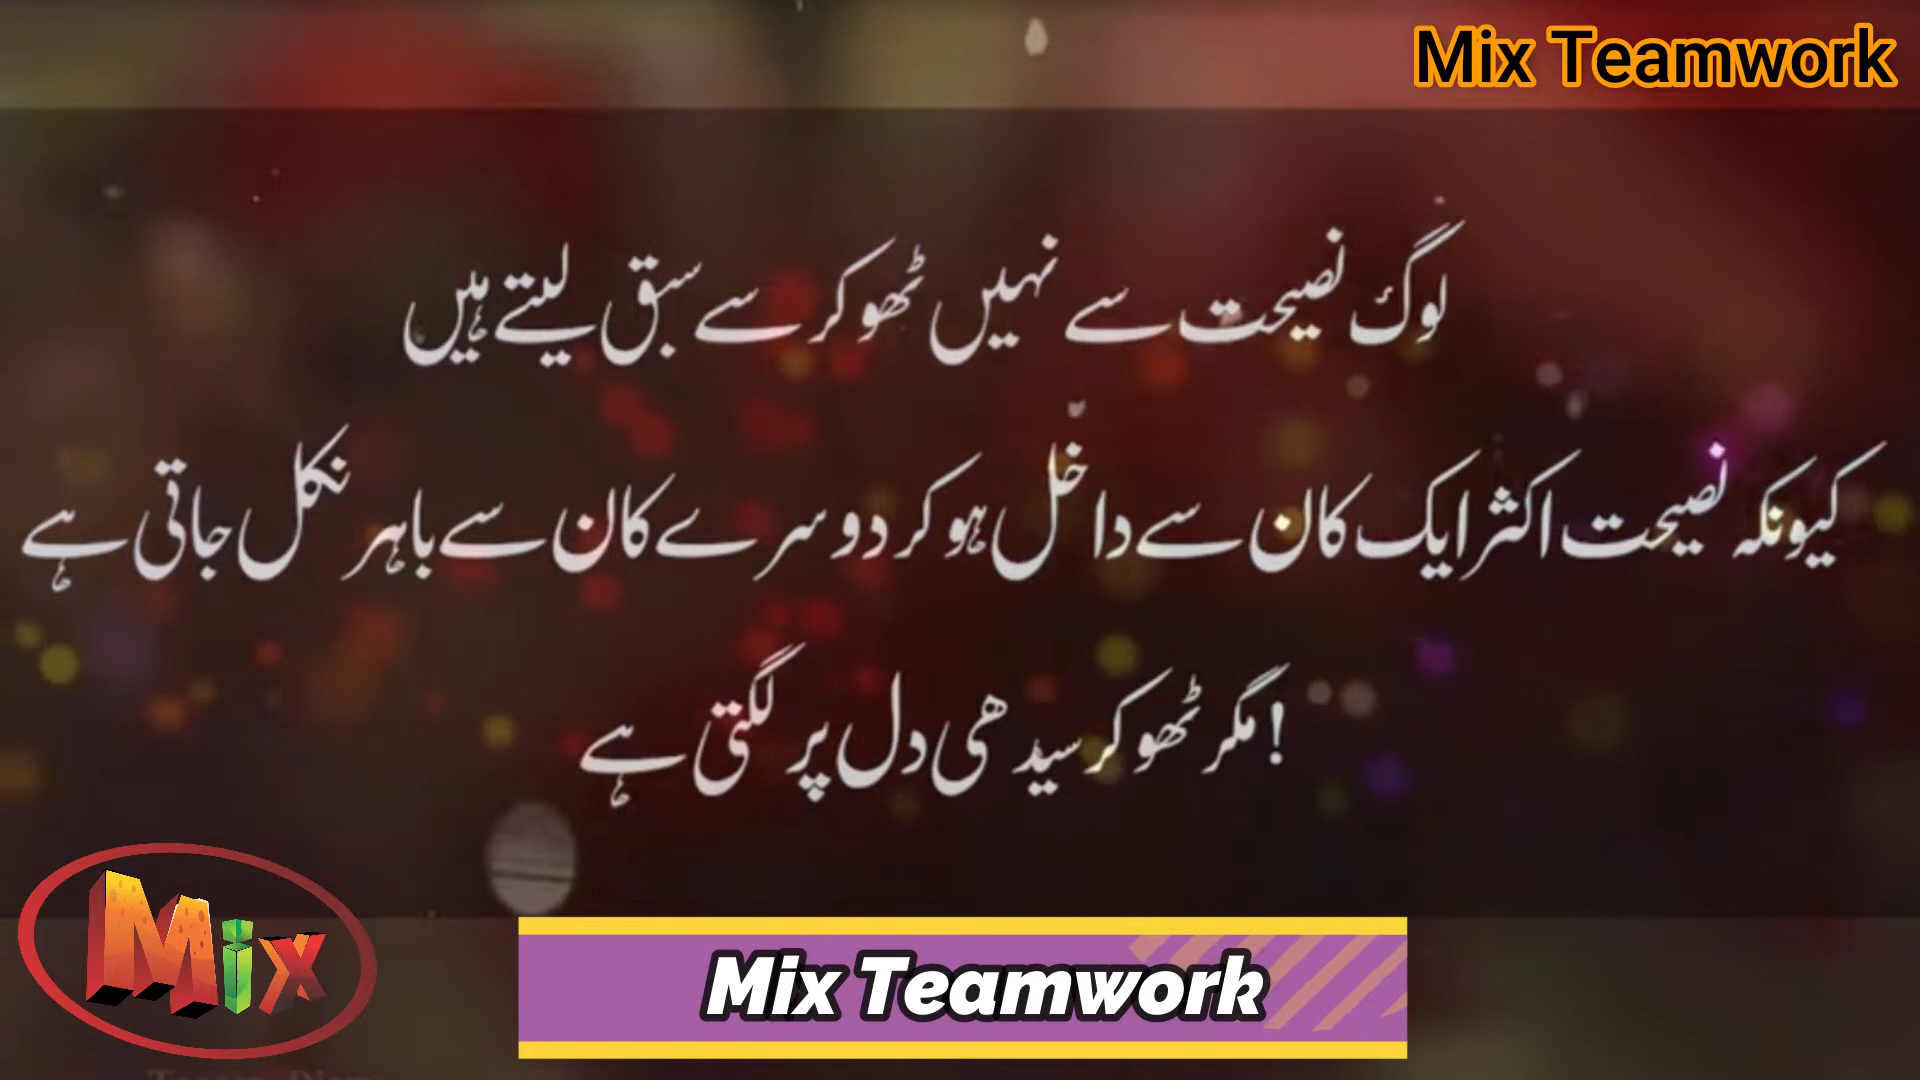 Mix Teamwork
لوگ نصیحت سے نہیں ٹھوکر سے سبق لیتے ہیں
کیونکہ نصیحت اکثر ایک کان سے داخل ہو کر دوسرے کان سے باہر نکل جاتی ہے
! مگر ٹھوکر سیدھی دل پر لگتی ہے
Mix
Mix Teamwork